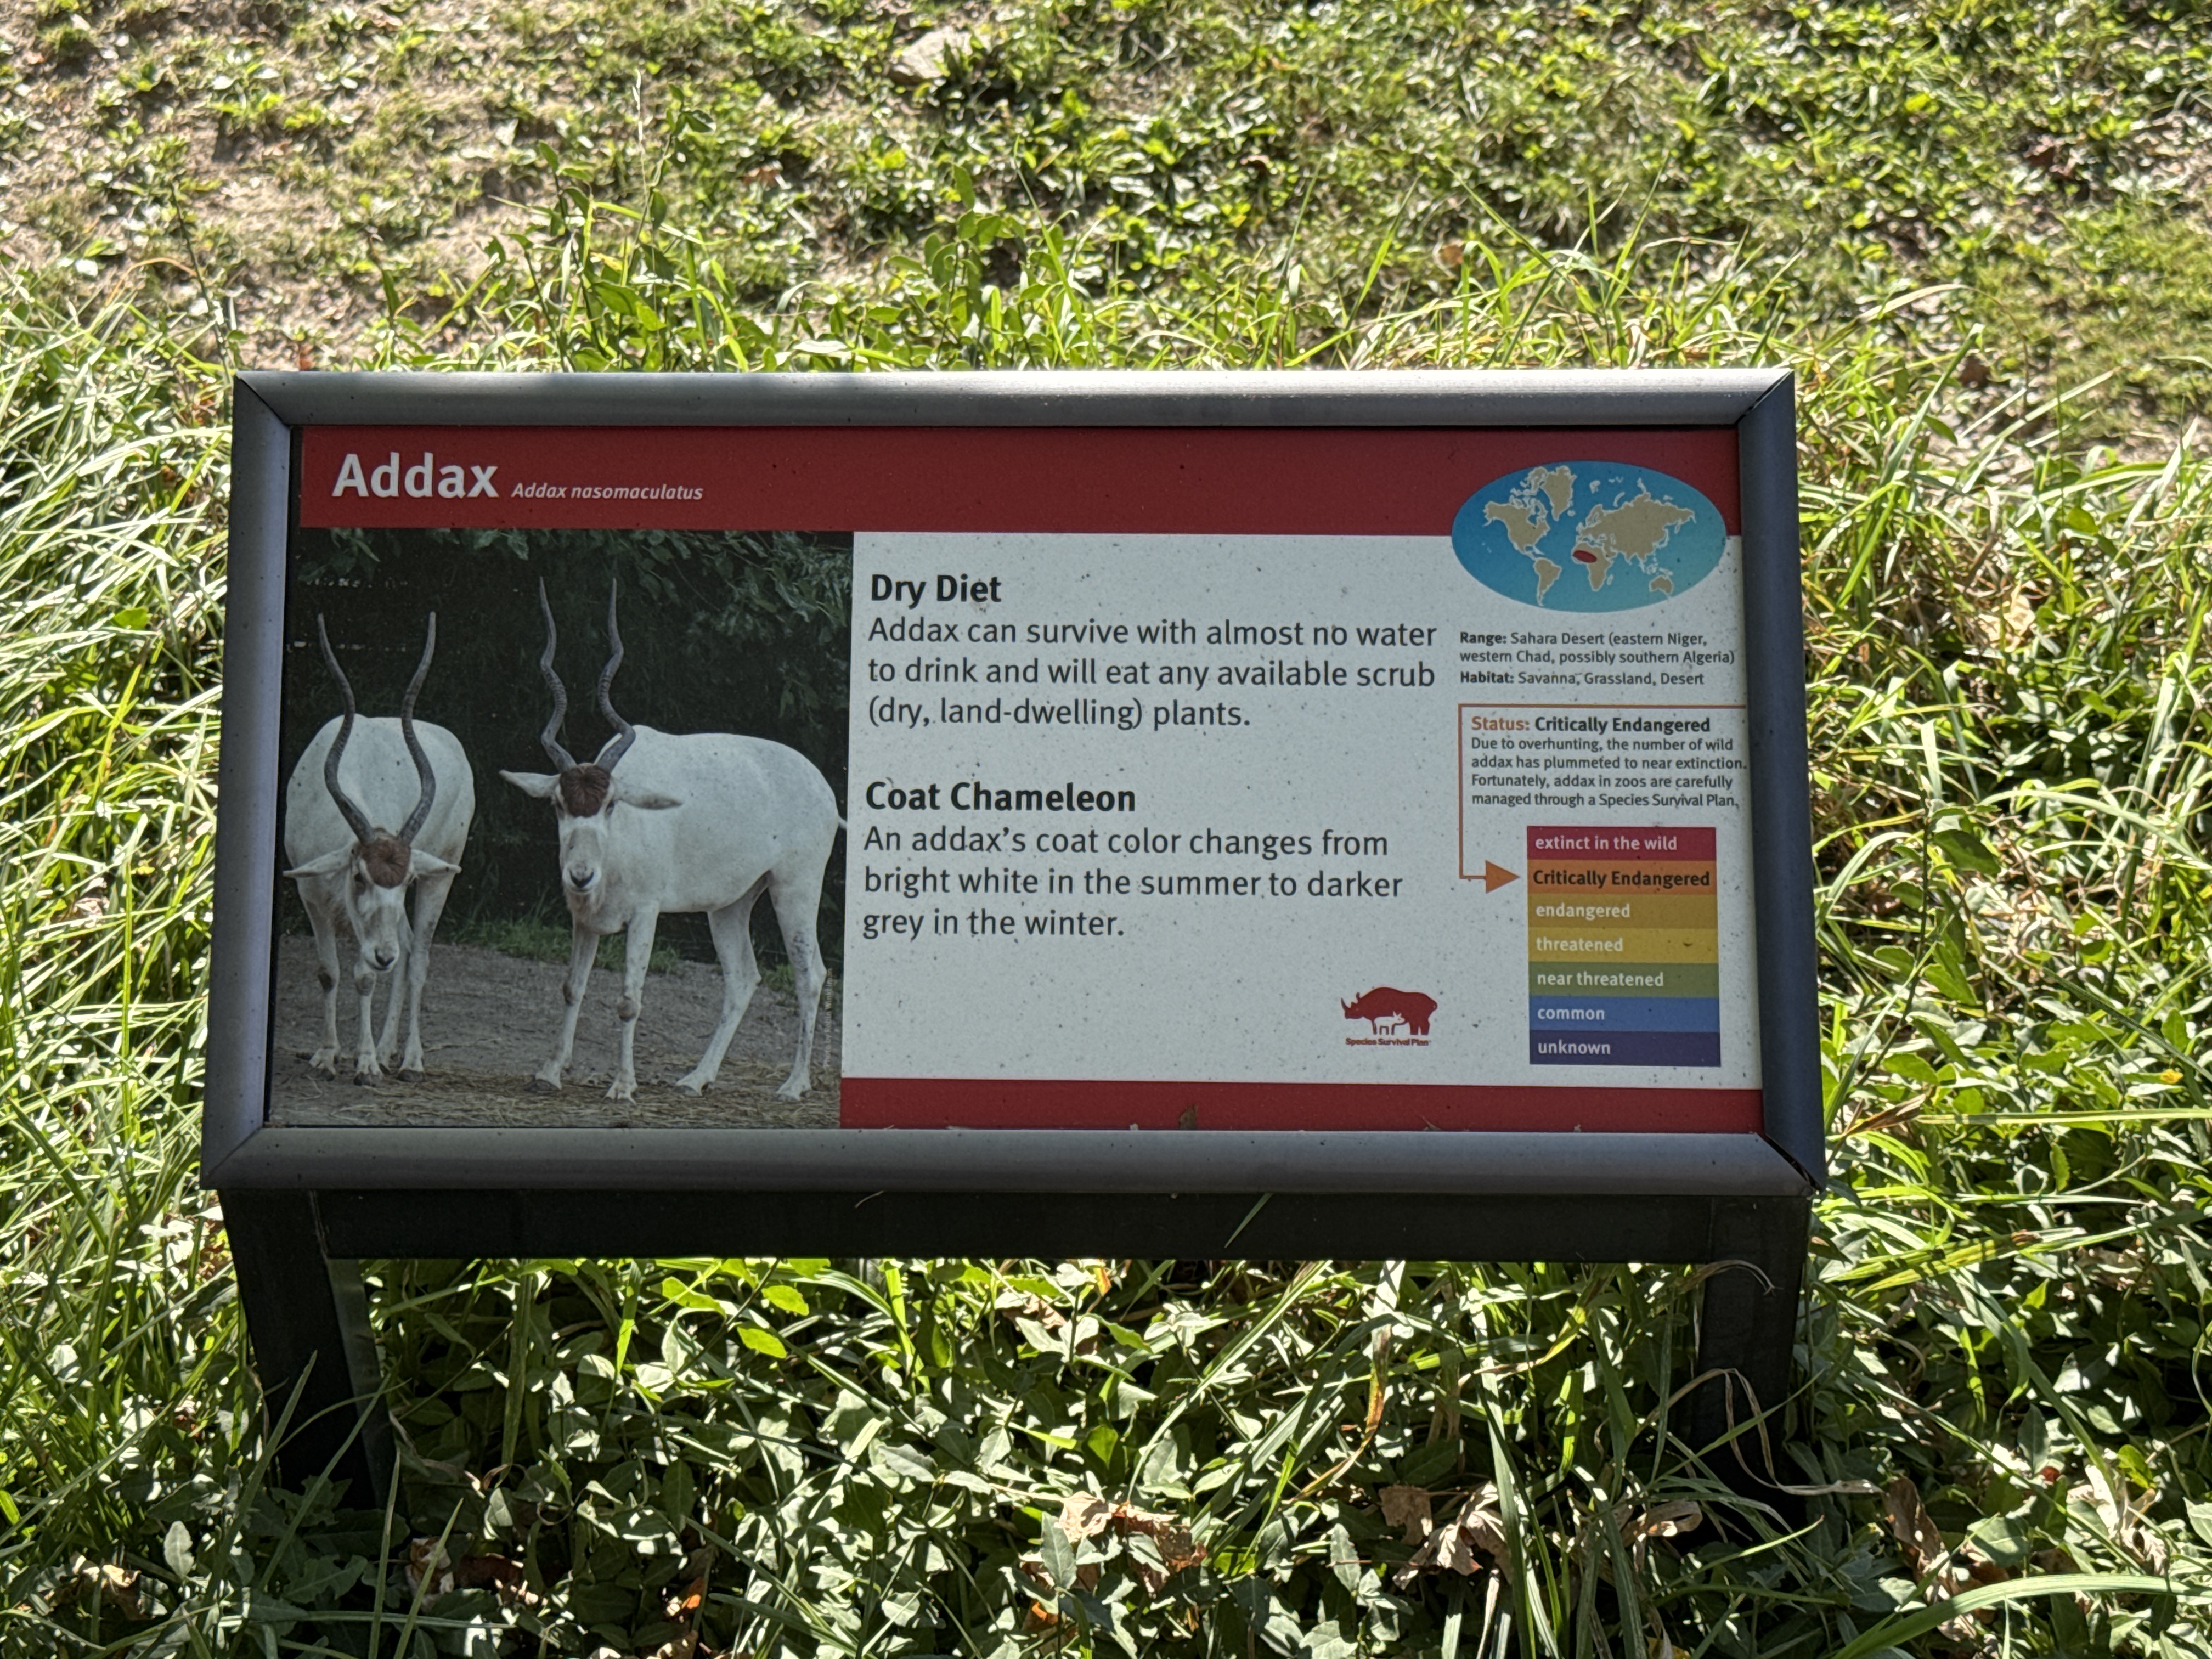 Addax Addax nasomaculatus
Dry Diet
Addax can survive with almost no water
to drink and will eat any available scrub
(dry, land-dwelling) plants.
Coat Chameleon
An addax's coat color changes from
bright white in the summer to darker
grey in the winter.
Species Survival Plan
Range: Sahara Desert (eastern Niger,
western Chad, possibly southern Algeria)
Habitat: Savanna, Grassland, Desert
Status: Critically Endangered
Due to overhunting, the number of wild
addax has plummeted to near extinction.
Fortunately, addax in zoos are carefully
managed through a Species Survival Plan.
extinct in the wild
Critically Endangered
endangered
threatened
near threatened
common
unknown